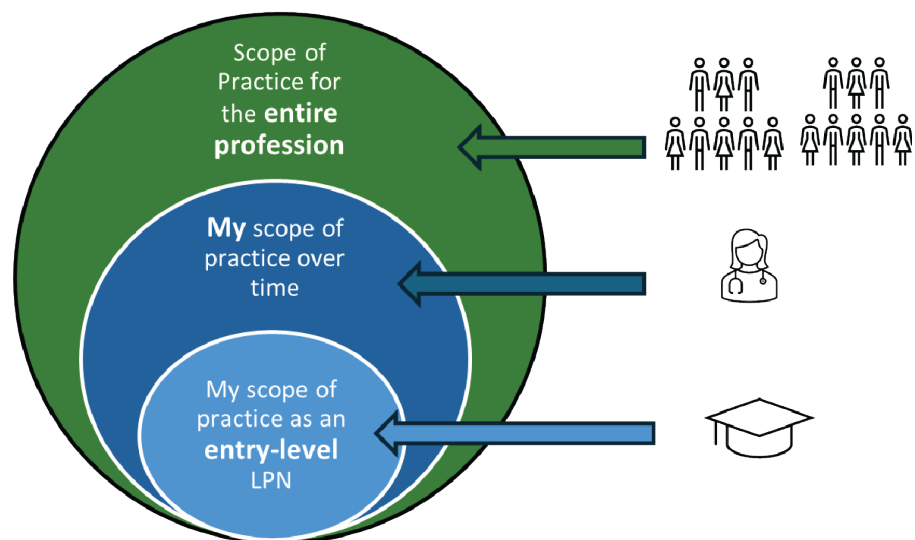 Scope of
Practice for
the entire
profession
My scope of
practice over
time
My scope of
practice as an
entry-level
LPN